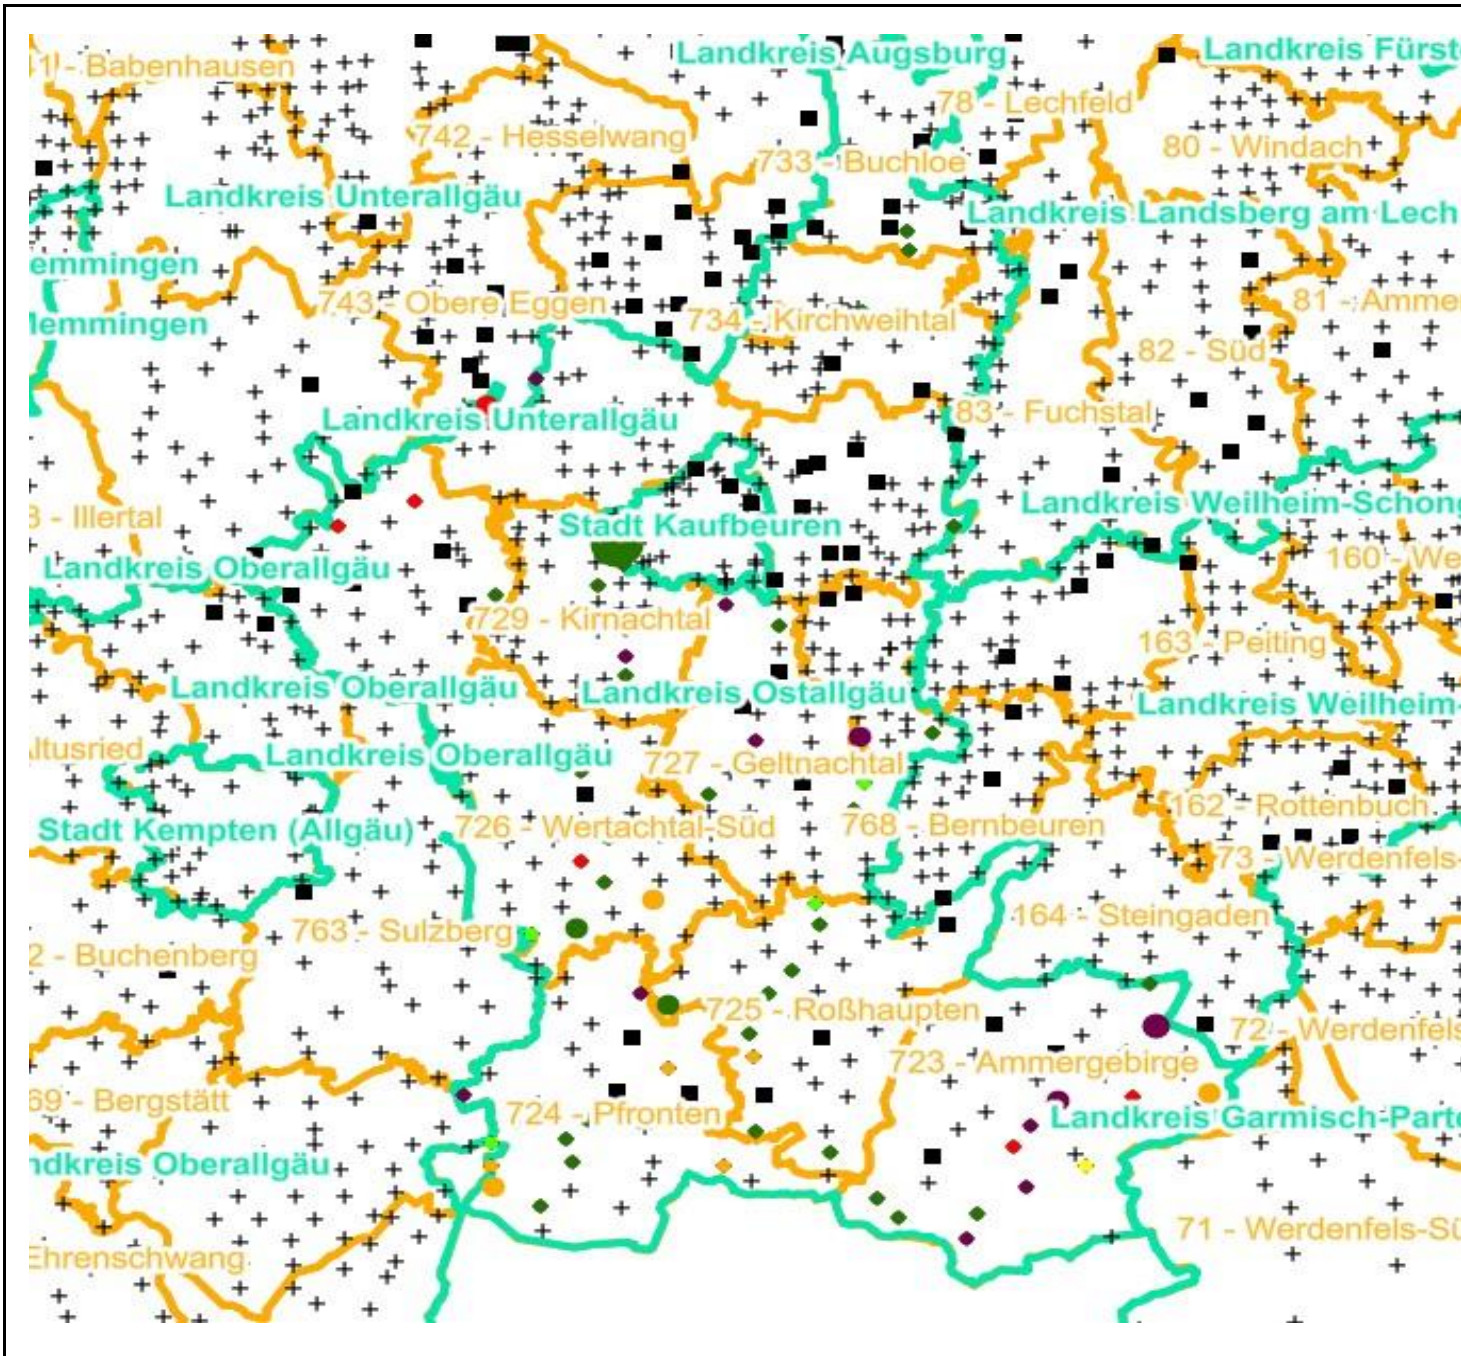 Landkreis Augsburg
Landkreis Fürst
1 - Babenhausen
78 - Lechfeld
742 - Hesselwang
733 - Buchloe
80 - Windach
Landkreis Unterallgäu
Landkreis Landsberg am Lech
emmingen
743 - Obere Eggen
81 - Ammer
734 - Kirchweihtal
Memmingen
82 - Süd
83 - Fuchstal
Landkreis Unterallgäu
Landkreis Weilheim-Schong
8 - Illertal
Stadt Kaufbeuren
160 - We
Landkreis Oberallgäu
729 - Kirnachtal
163 - Peiting
Landkreis Oberallgäu
Landkreis Ostallgäu
Landkreis Weilheim-
Altusried
Landkreis Oberallgäu
727 - Geltnachtal
162 - Rottenbuch
Stadt Kempten (Allgäu)
726 - Wertachtal-Süd
768 - Bernbeuren
73 - Werdenfels-
164 - Steingaden
763 - Sulzberg
2 - Buchenberg
725 - Roßhaupten
72 - Werdenfels
723 - Ammergebirge
69 - Bergstätt
724 - Pfronten
Landkreis Garmisch-Parte
ndkreis Oberallgäu
71 - Werdenfels-Sü
Ehrenschwang